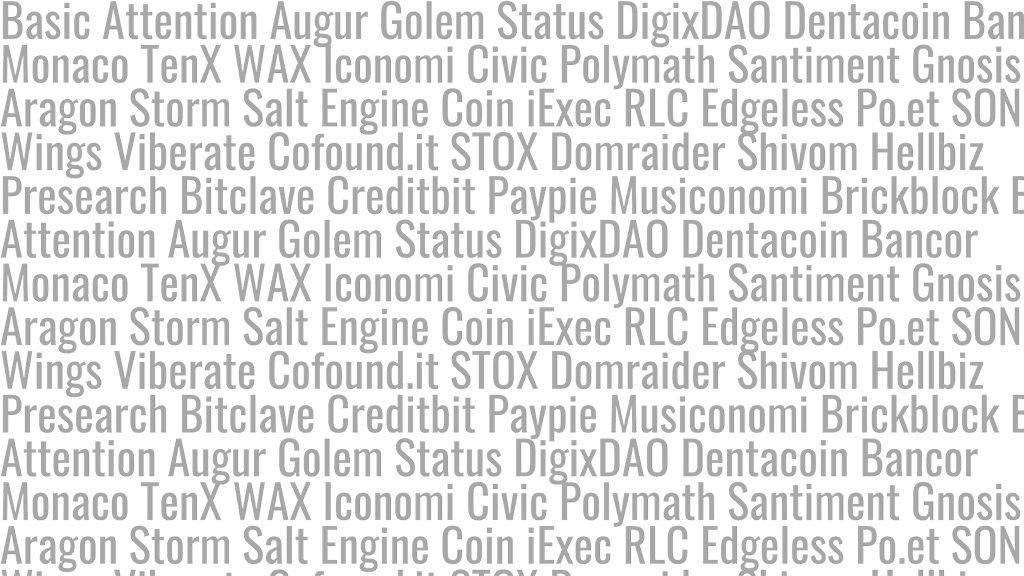 Basic Attention Augur Golem Status DigixDAO Dentacoin Ban
Monaco TenX WAX Iconomi Civic Polymath Santiment Gnosis
Aragon Storm Salt Engine Coin iExec RLC Edgeless Po.et SON
Wings Viberate Cofound.it STOX Domraider Shivom Hellbiz
Presearch Bitclave Creditbit Paypie Musiconomi Brickblock
Attention Augur Golem Status DigixDAO Dentacoin Bancor
Monaco TenX WAX Iconomi Civic Polymath Santiment Gnosis
Aragon Storm Salt Engine Coin iExec RLC Edgeless Po.et SON
Wings Viberate Cofound.it STOX Domraider Shivom Hellbiz
Presearch Bitclave Creditbit Paypie Musiconomi Brickblock
Attention Augur Golem Status DigixDAO Dentacoin Bancor
Monaco TenX WAX Iconomi Civic Polymath Santiment Gnosis
Aragon Storm Salt Engine Coin iExec RLC Edgeless Po.et SON